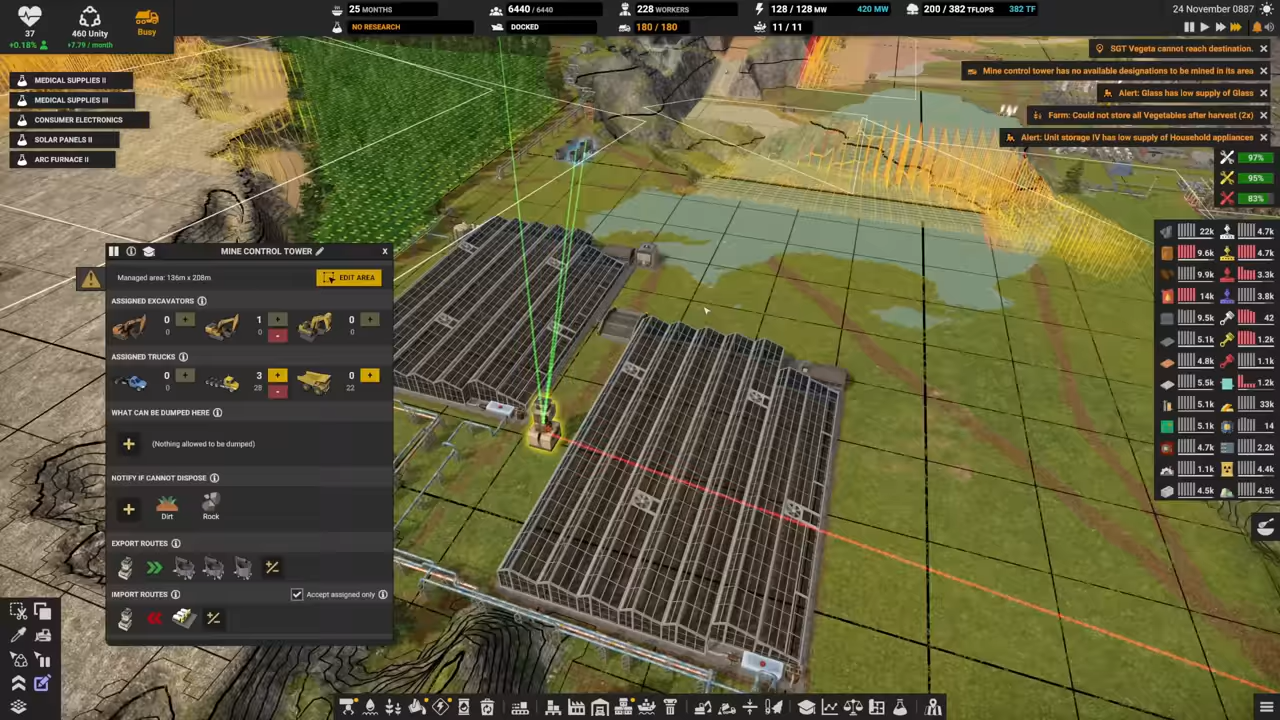 25 MONTHS
6440 / 6440
228 WORKERS
128 / 128 MW 420 MW
200 / 382 TFLOPS 382 TF
24 November 0887
37
460 Unity
Busy
+0.18%
+7.79 / month
NO RESEARCH
DOCKED
180 / 180
11 / 11
MEDICAL SUPPLIES II
MEDICAL SUPPLIES III
CONSUMER ELECTRONICS
SOLAR PANELS II
ARC FURNACE II
SGT Vegeta cannot reach destination.
Mine control tower has no available designations to be mined in its area
Alert: Glass has low supply of Glass
Farm: Could not store all Vegetables after harvest (2x)
Alert: Unit storage IV has low supply of Household appliances
97%
95%
83%
22k 4.7k
9.6k 4.7k
9.9k 3.3k
14k 3.8k
9.5k 42
5.1k 1.2k
4.8k 1.1k
5.5k 1.2k
5.1k 33k
5.1k 14
4.7k 2.2k
1.1k 4.4k
4.5k 4.5k
MINE CONTROL TOWER
X
Managed area: 136m x 208m
EDIT AREA
ASSIGNED EXCAVATORS
0 1 0
0 0 0
ASSIGNED TRUCKS
0 3 0
0 28 22
WHAT CAN BE DUMPED HERE
(Nothing allowed to be dumped)
NOTIFY IF CANNOT DISPOSE
Dirt Rock
EXPORT ROUTES
IMPORT ROUTES
Accept assigned only